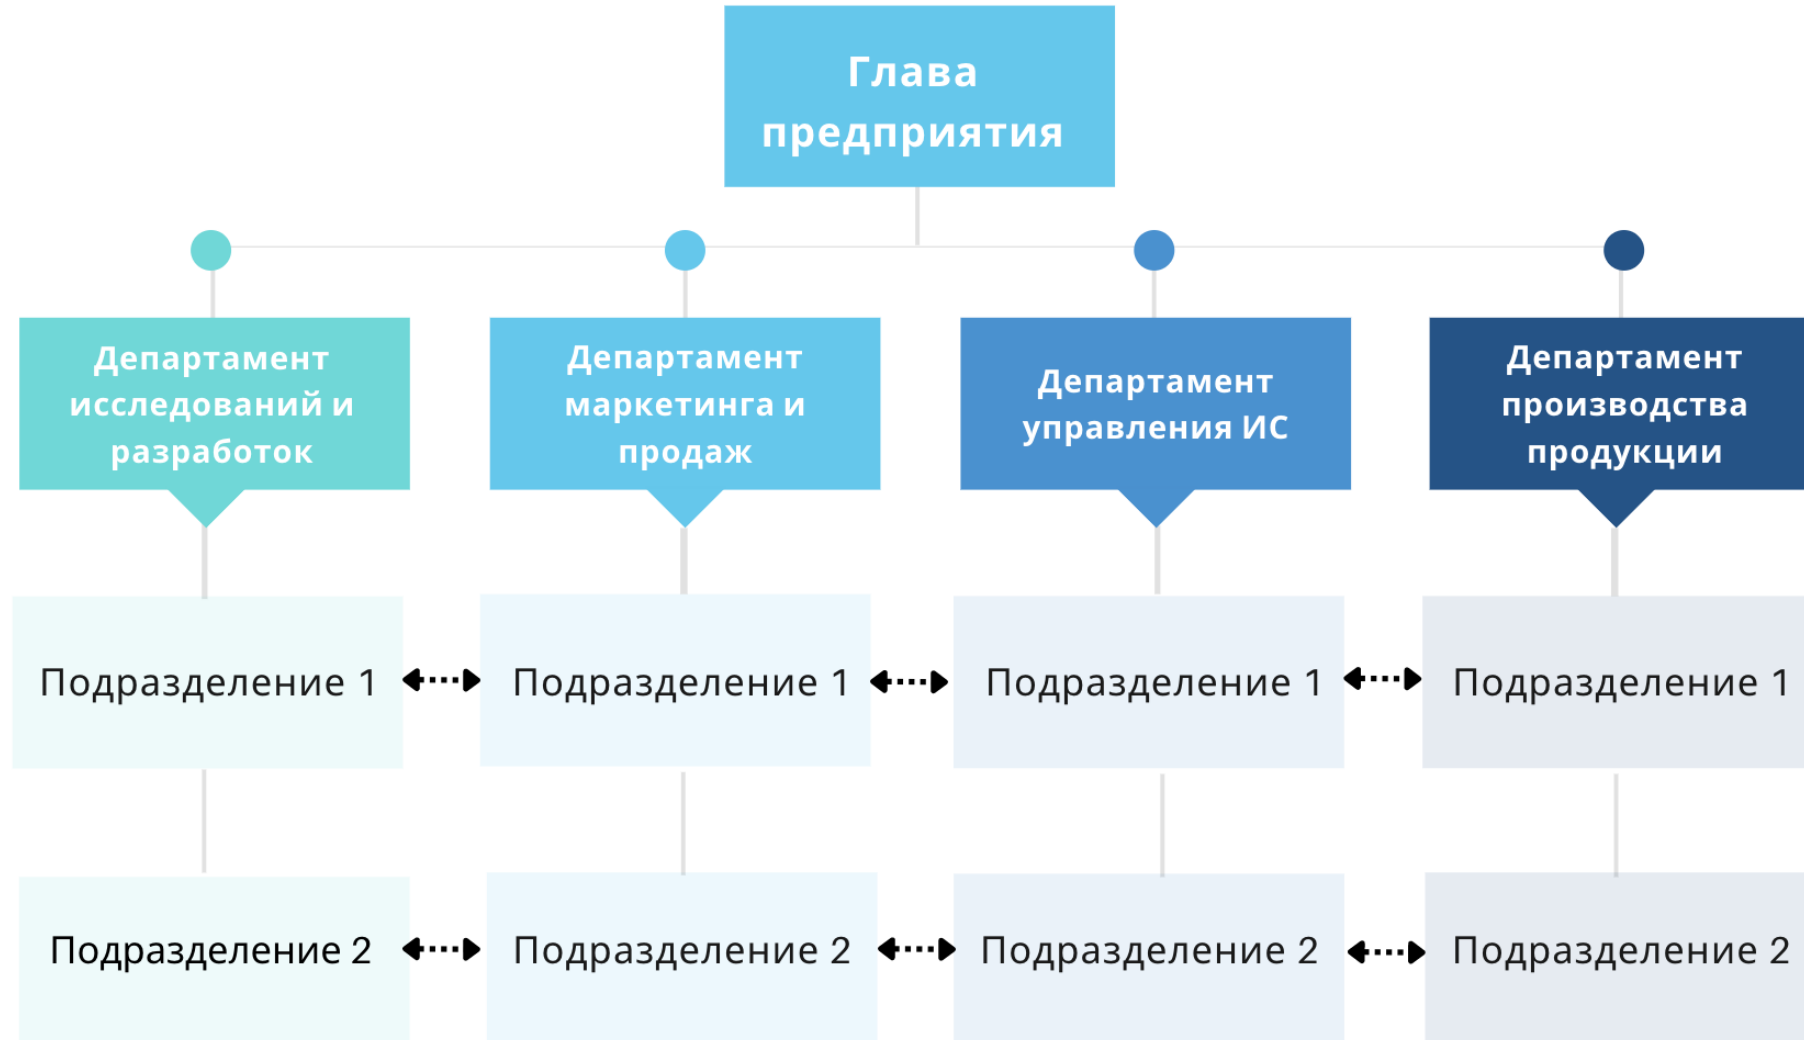 Глава
предприятия
Департамент
исследований и
разработок
Департамент
маркетинга и
продаж
Департамент
управления ИС
Департамент
производства
продукции
Подразделение 1
Подразделение 1
Подразделение 1
Подразделение 1
Подразделение 2
Подразделение 2
Подразделение 2
Подразделение 2